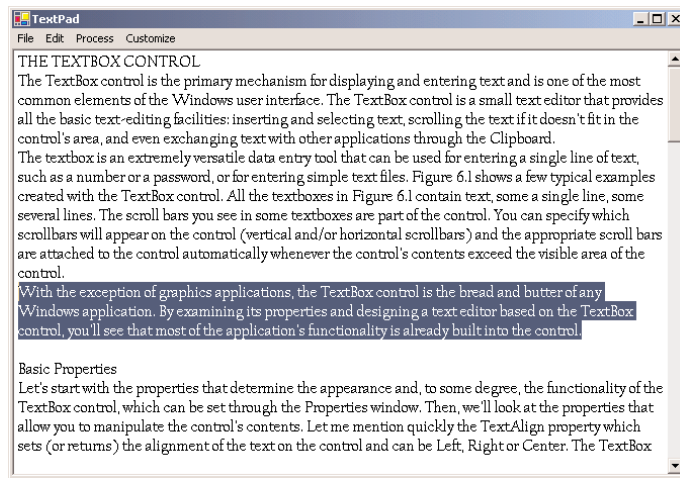 TextPad
File Edit Process Customize
THE TEXTBOX CONTROL
The TextBox control is the primary mechanism for displaying and entering text and is one of the most
common elements of the Windows user interface. The TextBox control is a small text editor that provides
all the basic text-editing facilities: inserting and selecting text, scrolling the text if it doesn't fit in the
control's area, and even exchanging text with other applications through the Clipboard.
The textbox is an extremely versatile data entry tool that can be used for entering a single line of text,
such as a number or a password, or for entering simple text files. Figure 6.1 shows a few typical examples
created with the TextBox control. All the textboxes in Figure 6.1 contain text, some a single line, some
several lines. The scroll bars you see in some textboxes are part of the control. You can specify which
scrollbars will appear on the control (vertical and/or horizontal scrollbars) and the appropriate scroll bars
are attached to the control automatically whenever the control's contents exceed the visible area of the
control.
With the exception of graphics applications, the TextBox control is the bread and butter of any
Windows application. By examining its properties and designing a text editor based on the TextBox
control, you'll see that most of the application's functionality is already built into the control.
Basic Properties
Let's start with the properties that determine the appearance and, to some degree, the functionality of the
TextBox control, which can be set through the Properties window. Then, we'll look at the properties that
allow you to manipulate the control's contents. Let me mention quickly the TextAlign property which
sets (or returns) the alignment of the text on the control and can be Left, Right or Center. The TextBox